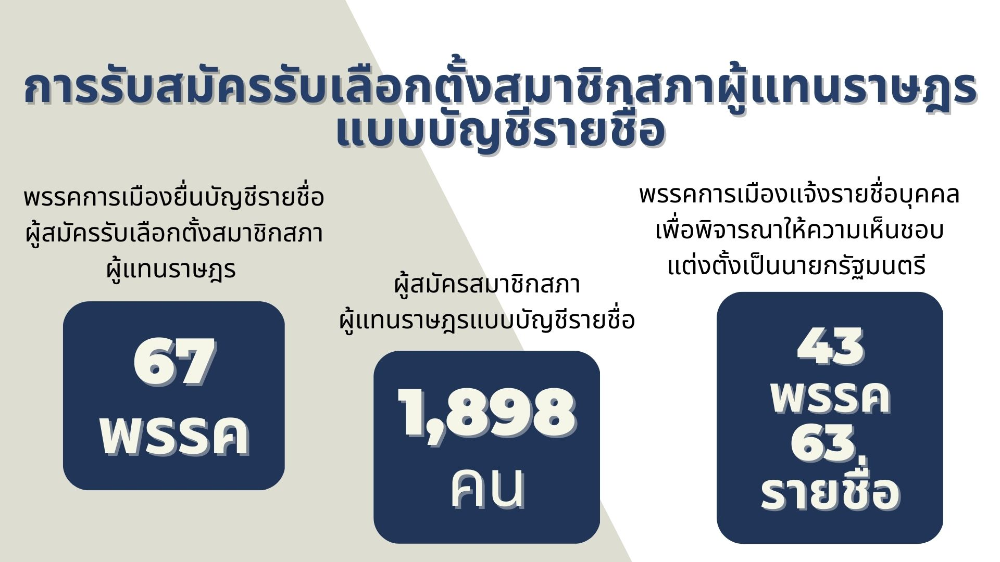 การรับสมัครรับเลือกตั้งสมาชิกสภาผู้แทนราษฎร
แบบบัญชีรายชื่อ
พรรคการเมืองยื่นบัญชีรายชื่อ
ผู้สมัครรับเลือกตั้งสมาชิกสภา
ผู้แทนราษฎร
67
พรรค
ผู้สมัครสมาชิกสภา
ผู้แทนราษฎรแบบบัญชีรายชื่อ
1,898
คน
พรรคการเมืองแจ้งรายชื่อบุคคล
เพื่อพิจารณาให้ความเห็นชอบ
แต่งตั้งเป็นนายกรัฐมนตรี
43
พรรค
63
รายชื่อ